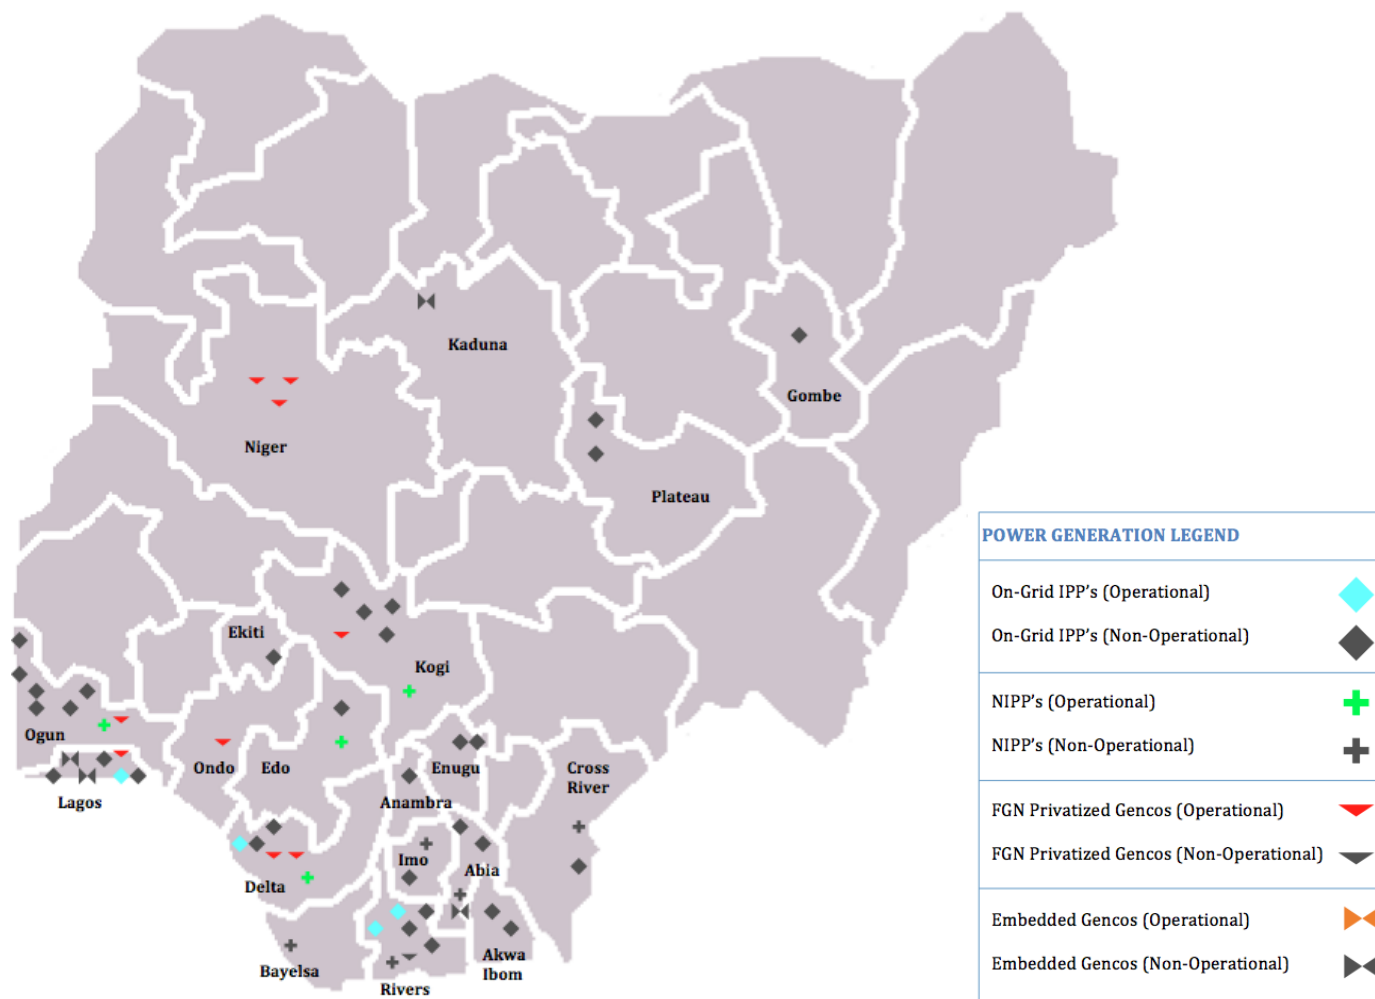 Kaduna
Gombe
Niger
Plateau
POWER GENERATION LEGEND
On-Grid IPP's (Operational)
On-Grid IPP's (Non-Operational)
NIPP's (Operational)
NIPP's (Non-Operational)
FGN Privatized Gencos (Operational)
FGN Privatized Gencos (Non-Operational)
Embedded Gencos (Operational)
Embedded Gencos (Non-Operational)
Ekiti
Kogi
Ogun
Ondo
Edo
Enugu
Cross
River
Lagos
Anambra
Imo
Abia
Delta
Akwa
Ibom
Bayelsa
Rivers